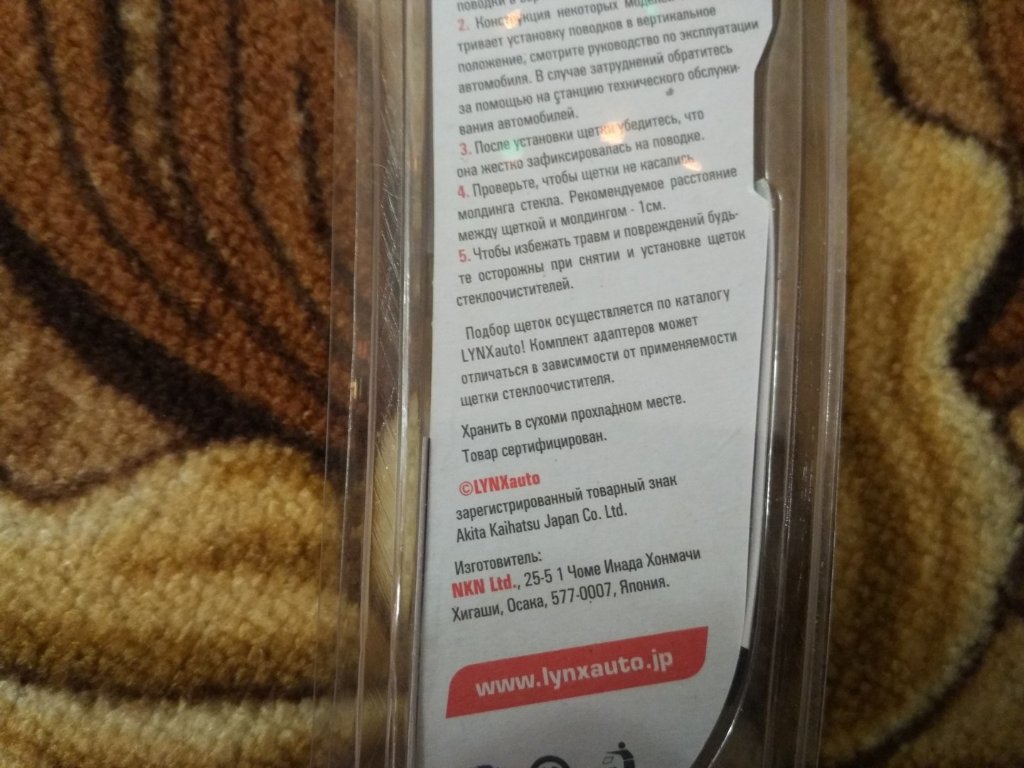 поводки в
2. Конструкция некоторых
тривает установку поводков в вертикальное
положение, смотрите руководство по эксплуатации
автомобиля. В случае затруднений обратитесь
за помощью на станцию технического обслужи-
вания автомобилей.
3. После установки щетки убедитесь, что
она жестко зафиксировалась на поводке.
4. Проверьте, чтобы щетки не касались
молдинга стекла. Рекомендуемое расстояние
между щеткой и молдингом - 1см.
5. Чтобы избежать травм и повреждений будь-
те осторожны при снятии и установке щеток
стеклоочистителей.
Подбор щеток осуществляется по каталогу
LYNXauto! Комплект адаптеров может
отличаться в зависимости от применяемости
щетки стеклоочистителя.
Хранить в сухоми прохладном месте.
Товар сертифицирован.
©LYNXauto
зарегистрированный товарный знак
Akita Kaihatsu Japan Co. Ltd.
Изготовитель:
NKN Ltd., 25-5 1 Чоме Инада Хонмачи
Хигаши, Осака, 577-0007, Япония.
www.lynxauto.jp